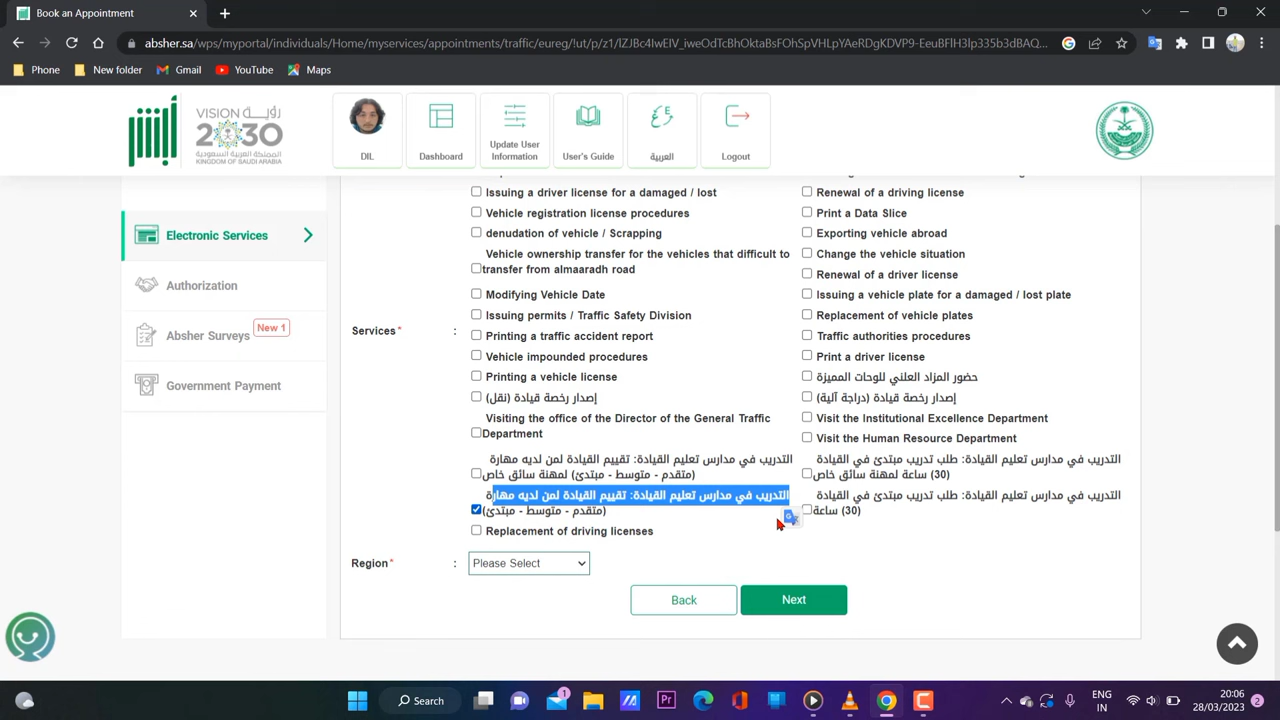 Book an Appointment
absher.sa/wps/myportal/individuals/Home/myservices/appointments/traffic/eureg/!ut/p/z1/lZJBc4IwEIV_iweOdTcBhOktaBsFOhSpVHLpYAeRDgKDVP9-EeuBflH3lp335b3dBAQ...
Phone
New folder
Gmail
YouTube
Maps
أبشر
VISION رؤية
2030
المملكة العربية السعودية
KINGDOM OF SAUDI ARABIA
DIL
Dashboard
Update User
Information
User's Guide
ع E
العربية
Logout
Electronic Services
Authorization
Absher Surveys
New 1
Government Payment
Issuing a driver license for a damaged / lost
Renewal of a driving license
Vehicle registration license procedures
Print a Data Slice
denudation of vehicle / Scrapping
Exporting vehicle abroad
Vehicle ownership transfer for the vehicles that difficult to
transfer from almaaradh road
Change the vehicle situation
Renewal of a driver license
Modifying Vehicle Date
Issuing a vehicle plate for a damaged / lost plate
Issuing permits / Traffic Safety Division
Replacement of vehicle plates
Services* :
Printing a traffic accident report
Traffic authorities procedures
Vehicle impounded procedures
Print a driver license
Printing a vehicle license
حضور المزاد العلني للوحات المميزة
إصدار رخصة قيادة (نقل)
إصدار رخصة قيادة (دراجة آلية)
Visiting the office of the Director of the General Traffic
Department
Visit the Institutional Excellence Department
Visit the Human Resource Department
التدريب في مدارس تعليم القيادة: تقييم القيادة لمن لديه مهارة
(متقدم - متوسط - مبتدئ) لمهنة سائق خاص
التدريب في مدارس تعليم القيادة: طلب تدريب مبتدئ في القيادة
(30) ساعة لمهنة سائق خاص
التدريب في مدارس تعليم القيادة: تقييم القيادة لمن لديه مهارة
(متقدم - متوسط - مبتدئ)
التدريب في مدارس تعليم القيادة: طلب تدريب مبتدئ في القيادة
(30) ساعة
Replacement of driving licenses
Region* :
Please Select
Back
Next
Search
1
Pr
ENG
IN
20:06
28/03/2023
2